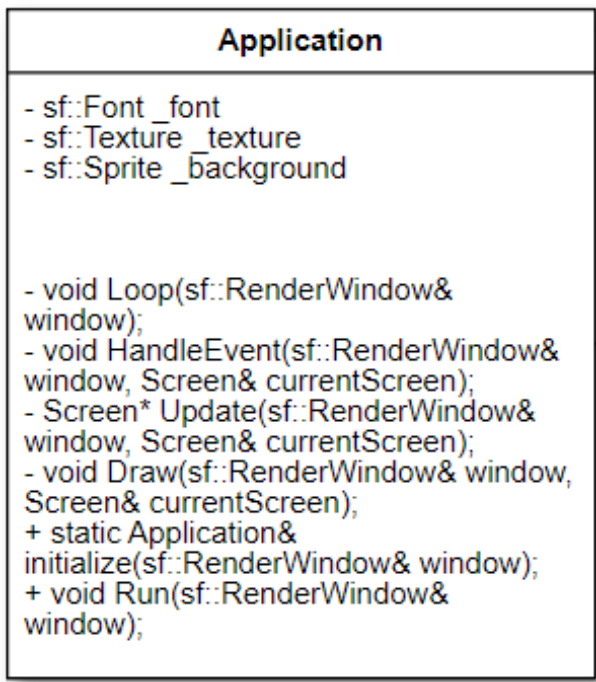 Application
- sf::Font _font
- sf::Texture _texture
- sf::Sprite _background
- void Loop(sf::RenderWindow&
window);
- void HandleEvent(sf::RenderWindow&
window, Screen& currentScreen);
- Screen* Update(sf::RenderWindow&
window, Screen& currentScreen);
- void Draw(sf::RenderWindow& window,
Screen& currentScreen);
+ static Application&
initialize(sf::RenderWindow& window);
+ void Run(sf::RenderWindow&
window);